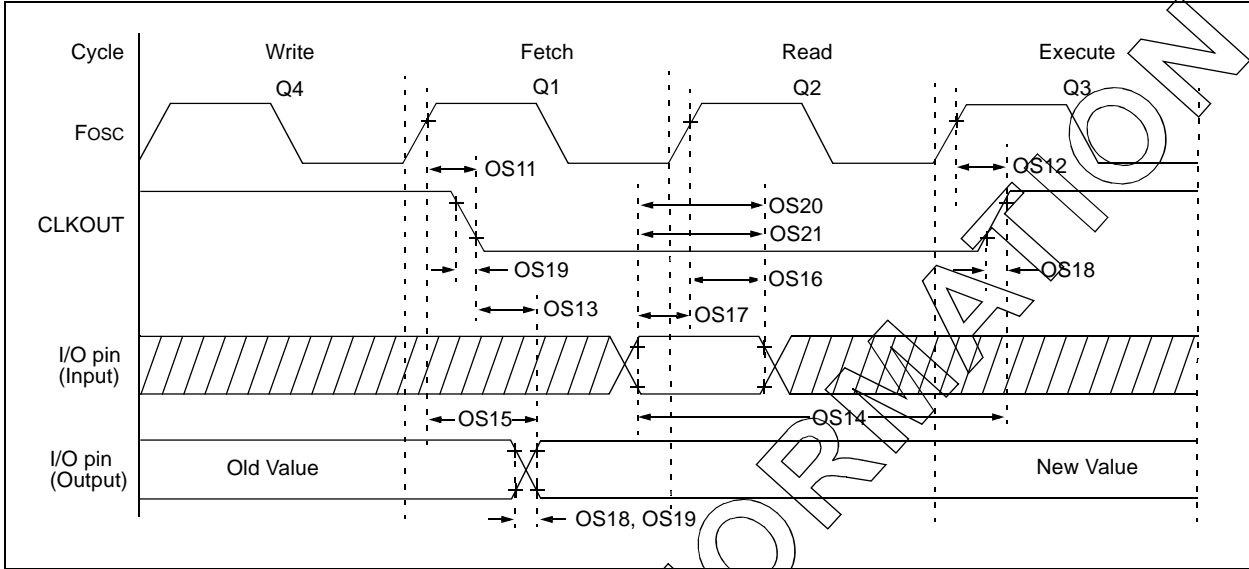 Cycle Write Fetch Read Execute
Q4 Q1 Q2 Q3
FOSC
OS11 OS12
OS20
CLKOUT
OS21
OS19 OS18
OS16
OS13 OS17
I/O pin
(Input)
OS15 OS14
I/O pin
(Output)
Old Value New Value
OS18, OS19
ORMATION